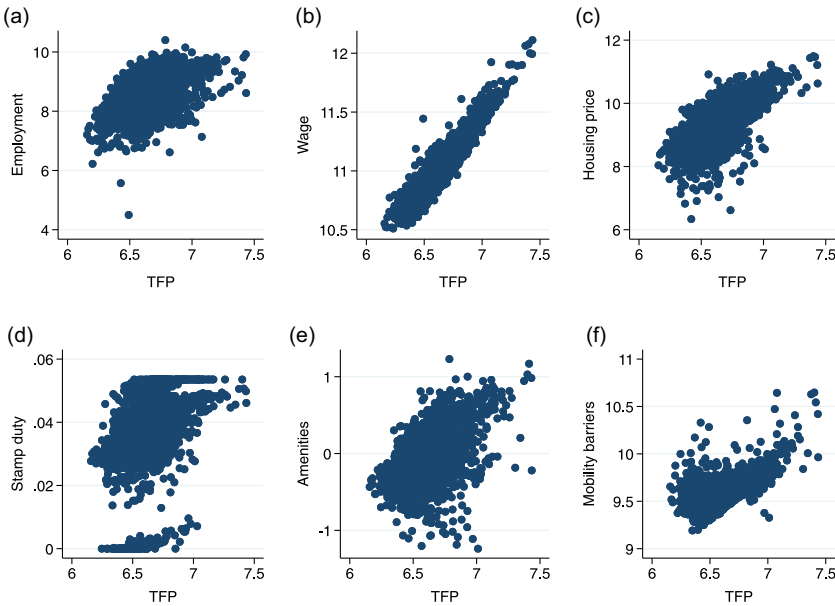 (a)
Employment
10
8
6
4
6
6.5
7
7.5
TFP
(b)
Wage
12
11.5
11
10.5
6
6.5
7
7.5
TFP
(c)
Housing price
12
10
8
6
6
6.5
7
7.5
TFP
(d)
Stamp duty
.06
.04
.02
0
6
6.5
7
7.5
TFP
(e)
Amenities
1
0
-1
6
6.5
7
7.5
TFP
(f)
Mobility barriers
11
10.5
10
9.5
9
6
6.5
7
7.5
TFP